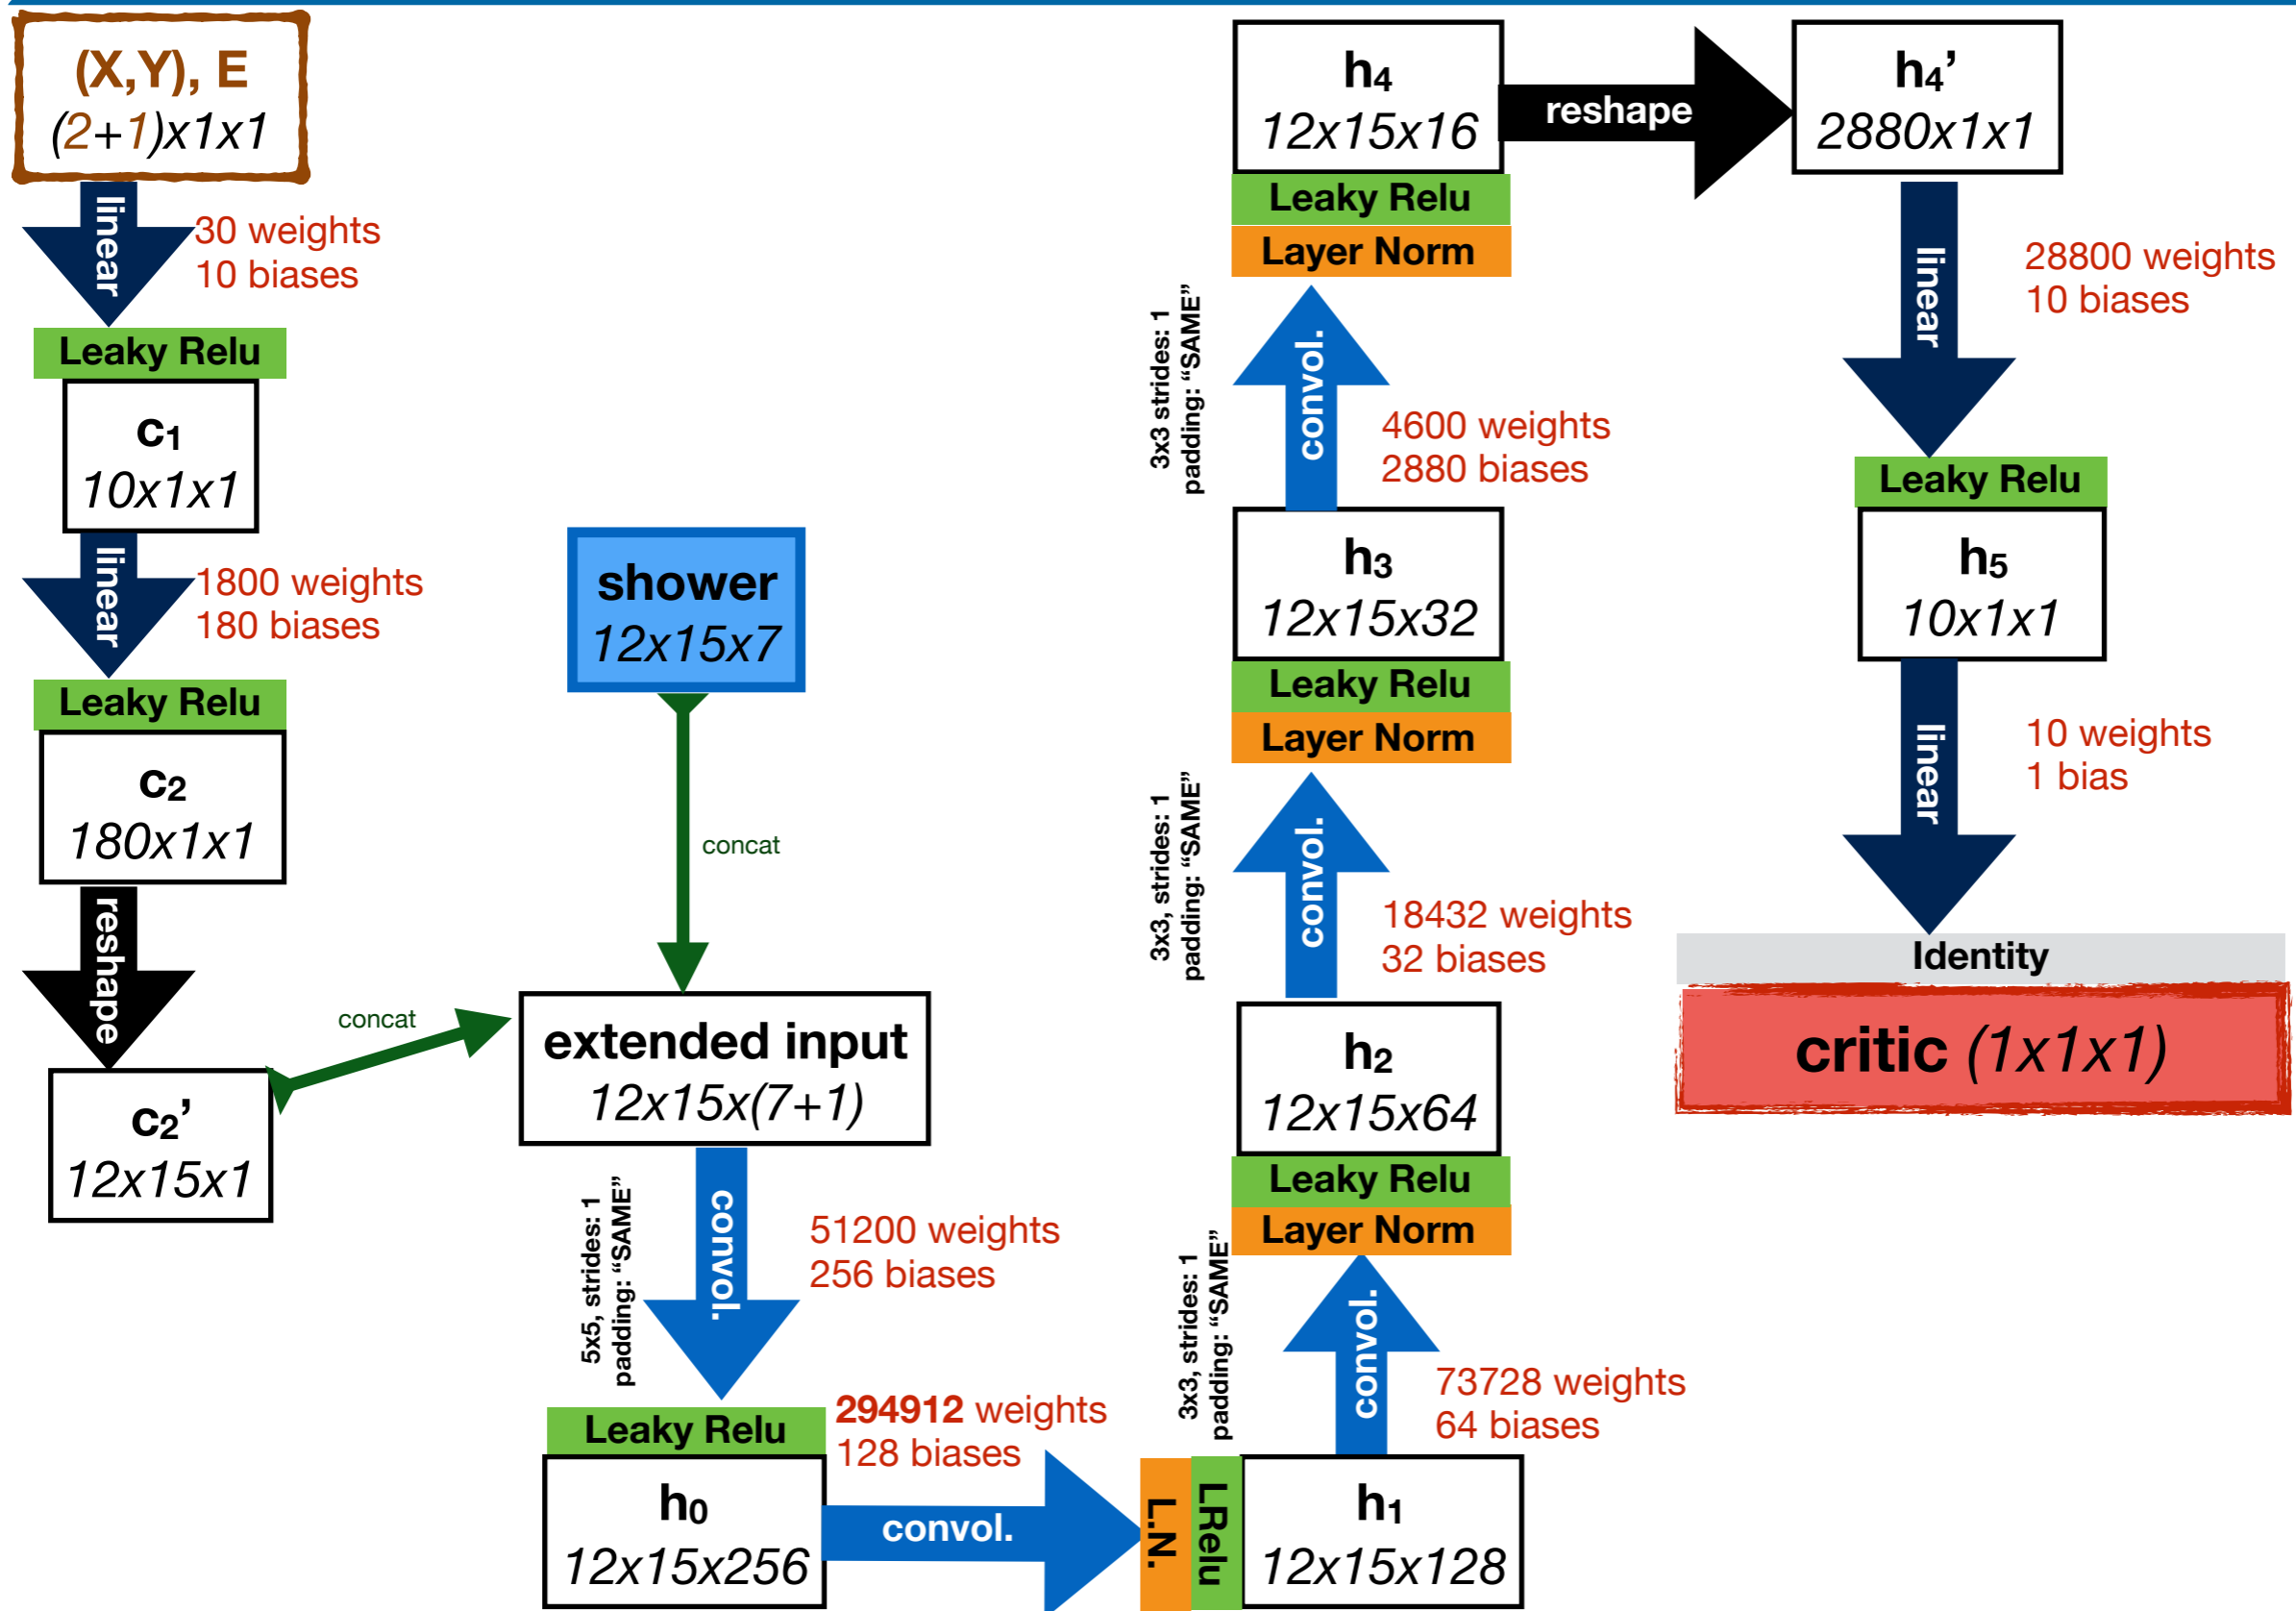 (X,Y), E
(2+1)x1x1
linear
30 weights
10 biases
Leaky Relu
c₁
10x1x1
linear
1800 weights
180 biases
Leaky Relu
c₂
180x1x1
reshape
c₂’
12x15x1
concat
shower
12x15x7
concat
extended input
12x15x(7+1)
5x5, strides: 1
padding: “SAME”
convol.
51200 weights
256 biases
Leaky Relu
h₀
12x15x256
294912 weights
128 biases
convol.
L.N.
LRelu
h₁
12x15x128
3x3, strides: 1
padding: “SAME”
convol.
73728 weights
64 biases
Layer Norm
Leaky Relu
h₂
12x15x64
3x3, strides: 1
padding: “SAME”
convol.
18432 weights
32 biases
Layer Norm
Leaky Relu
h₃
12x15x32
3x3 strides: 1
padding: “SAME”
convol.
4600 weights
2880 biases
Layer Norm
Leaky Relu
h₄
12x15x16
reshape
h₄’
2880x1x1
linear
28800 weights
10 biases
Leaky Relu
h₅
10x1x1
linear
10 weights
1 bias
Identity
critic (1x1x1)